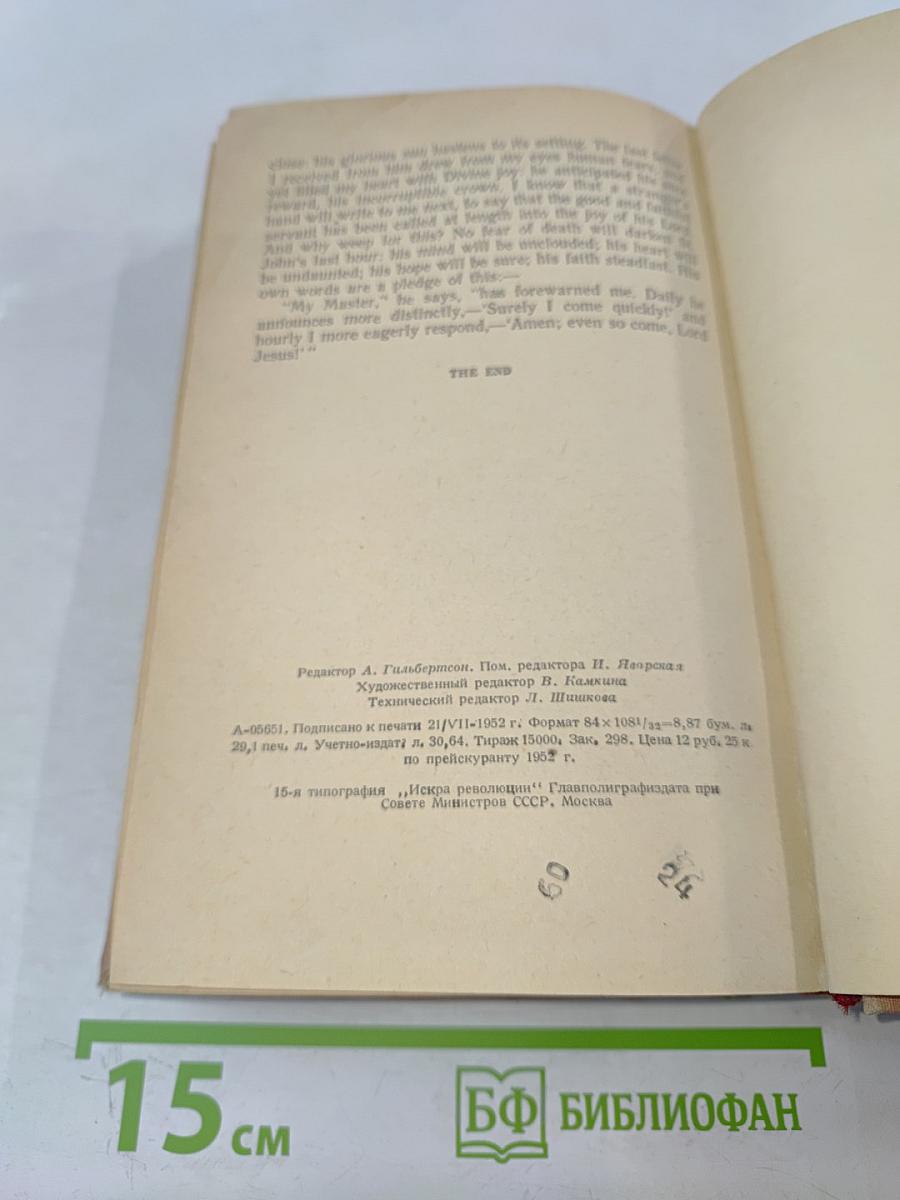 close: his glorious sun hastens to its setting. The last letter
I received from him drew from my eyes human tears, and
yet filled my heart with Divine joy: he anticipated his sure
reward, his incorruptible crown. I know that a stranger's
hand will write to me next, to say that the good and faithful
servant has been called at length into the joy of his Lord.
And why weep for this? No fear of death will darken St.
John's last hour: his mind will be unclouded; his heart will
be undaunted; his hope will be sure; his faith steadfast. His
own words are a pledge of this:—
"My Master," he says, "has forewarned me. Daily he
announces more distinctly,—'Surely I come quickly!' and
hourly I more eagerly respond,—'Amen; even so come, Lord
Jesus!'"
THE END
Редактор А. Гильбертсон. Пом. редактора И. Яворская
Художественный редактор В. Камкина
Технический редактор Л. Шишкова
А-05651. Подписано к печати 21/VII-1952 г. Формат 84×108¹/₃₂=8,87 бум. л.
29,1 печ. л. Учетно-издат. л. 30,64. Тираж 15000. Зак. 298. Цена 12 руб. 25 к.
по прейскуранту 1952 г.
15-я типография „Искра революции" Главполиграфиздата при
Совете Министров СССР. Москва
60
24
15 см
БФ БИБЛИОФАН